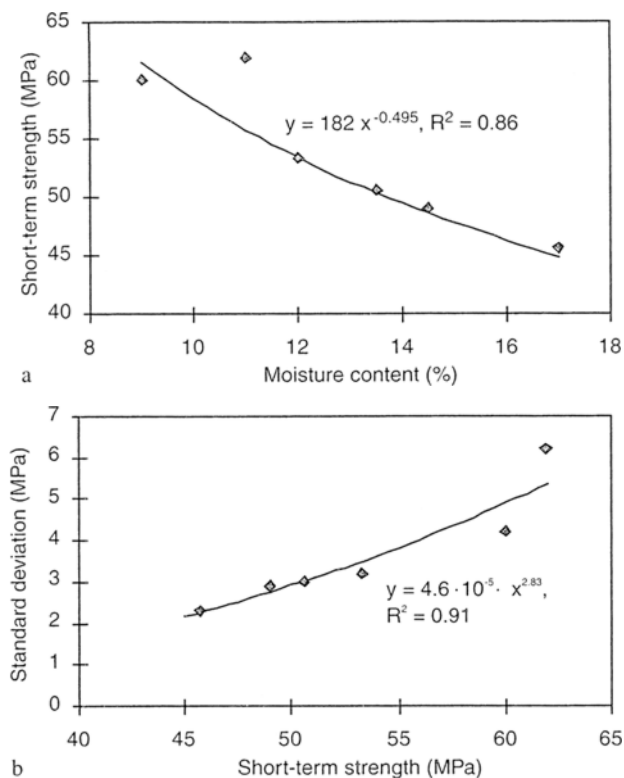 65
60
55
50
45
40
Short-term strength (MPa)
y = 182 x^-0.495, R² = 0.86
8 10 12 14 16 18
a Moisture content (%)
7
6
5
4
3
2
1
0
Standard deviation (MPa)
y = 4.6 · 10^-5 · x^2.83,
R² = 0.91
40 45 50 55 60 65
b Short-term strength (MPa)